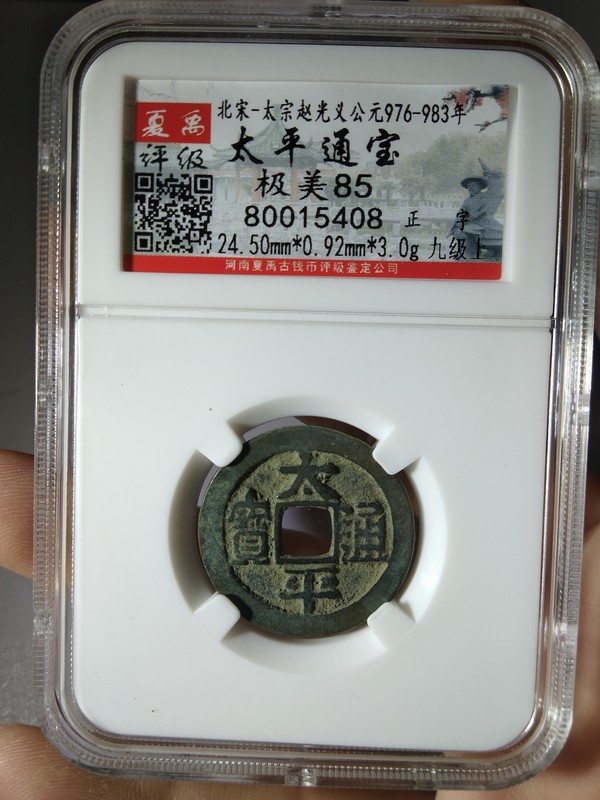 夏禹
评级
北宋-太宗赵光义公元976-983年
太平通宝
极美85
80015408 正字
24.50mm*0.92mm*3.0g 九级上
河南夏禹古钱币评级鉴定公司
太平通寳